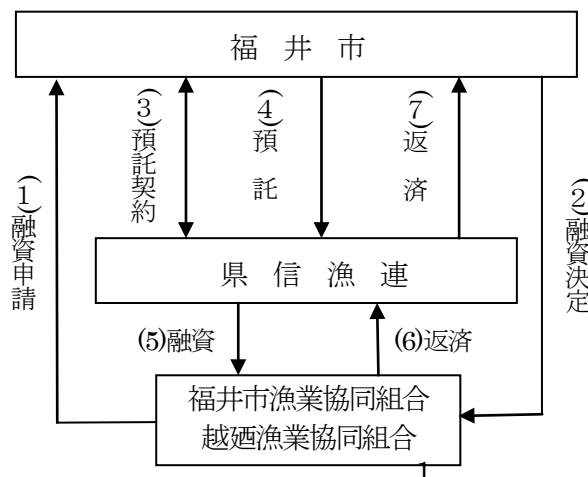 福井市
(1)融資申請
(3)預託契約
(4)預託
(7)返済
(2)融資決定
県信漁連
(5)融資
(6)返済
福井市漁業協同組合
越廼漁業協同組合